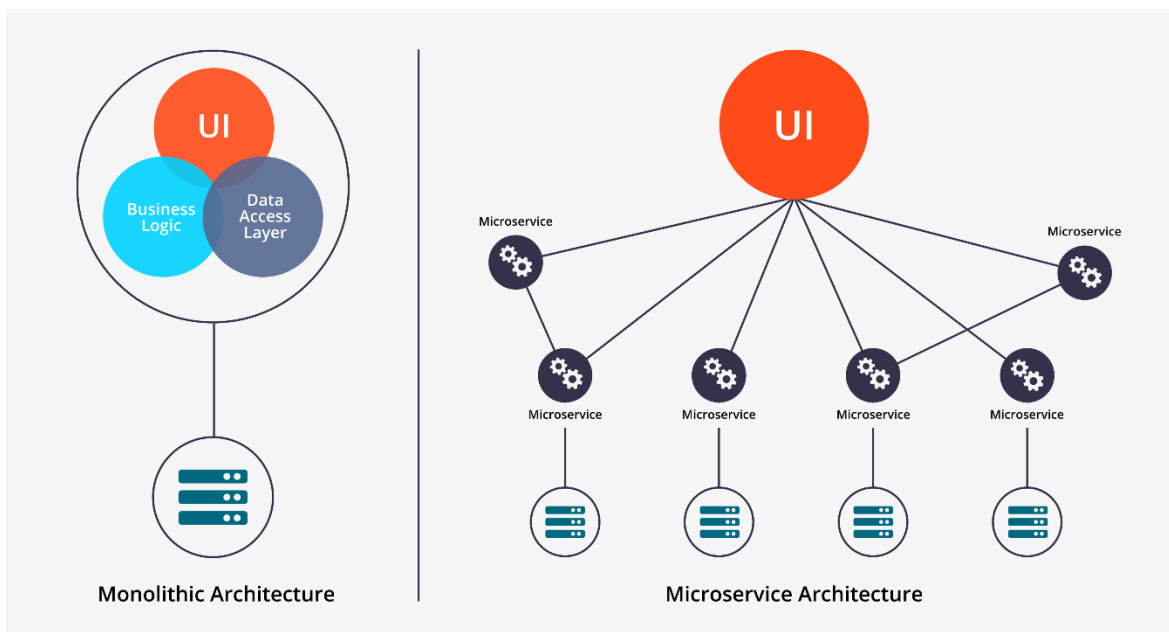 UI
Business
Logic
Data
Access
Layer
Monolithic Architecture
UI
Microservice
Microservice
Microservice
Microservice
Microservice
Microservice
Microservice Architecture